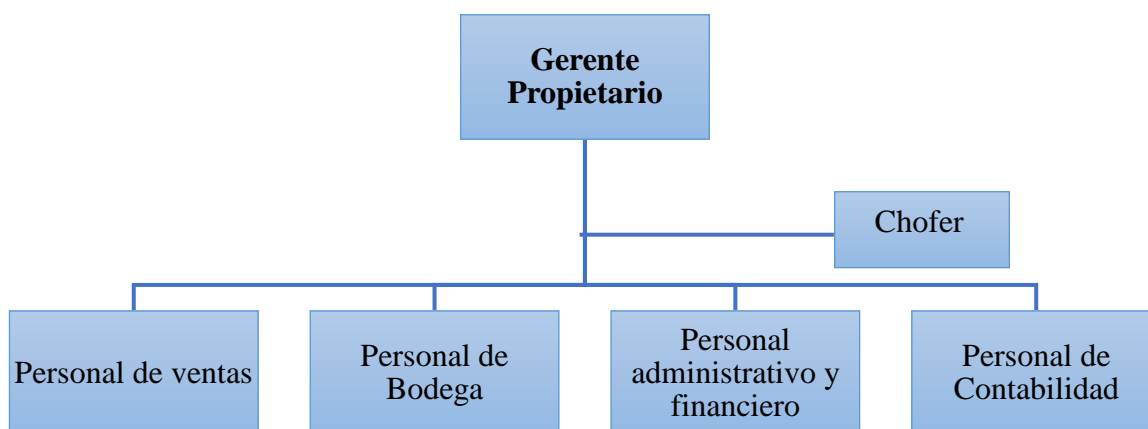 Gerente
Propietario
Chofer
Personal de ventas
Personal de
Bodega
Personal
administrativo y
financiero
Personal de
Contabilidad